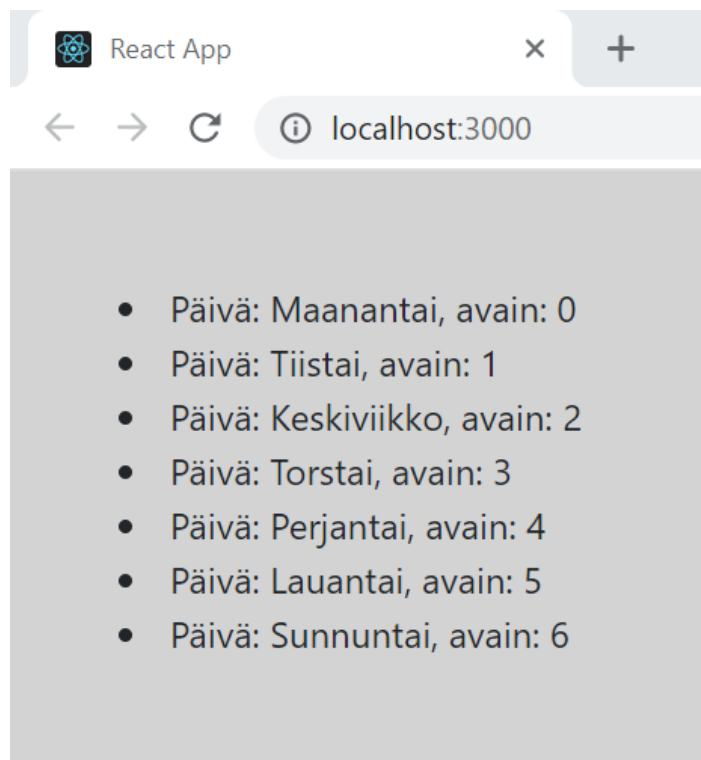 React App
localhost:3000
Päivä: Maanantai, avain: 0
Päivä: Tiistai, avain: 1
Päivä: Keskiviikko, avain: 2
Päivä: Torstai, avain: 3
Päivä: Perjantai, avain: 4
Päivä: Lauantai, avain: 5
Päivä: Sunnuntai, avain: 6